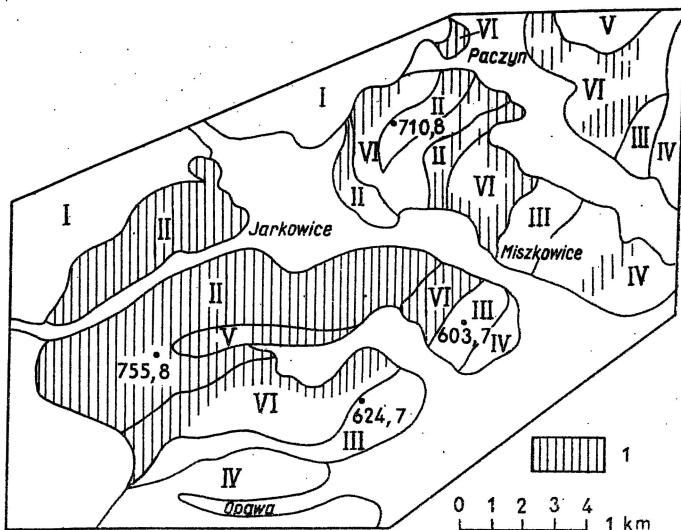 VI
V
Paczyn
VI
I
II
710,8
II
VI
III
IV
VI
II
I
II
Jarkowice
III
Miszkowice
IV
II
VI
III
603,7
IV
V
755,8
VI
624,7
III
IV
Opawa
1
0 1 2 3 4
1 km